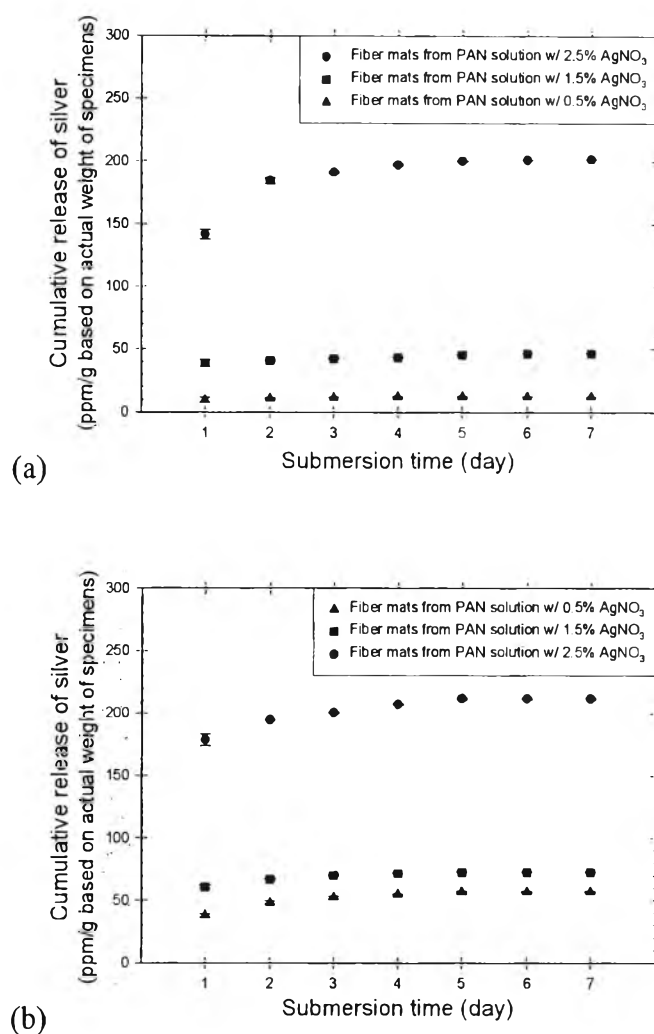 300
250
200
150
100
50
0
Cumulative release of silver
(ppm/g based on actual weight of specimens)
Fiber mats from PAN solution w/ 2.5% AgNO3
Fiber mats from PAN solution w/ 1.5% AgNO3
Fiber mats from PAN solution w/ 0.5% AgNO3
1 2 3 4 5 6 7
Submersion time (day)
(a)
300
250
200
150
100
50
0
Cumulative release of silver
(ppm/g based on actual weight of specimens)
Fiber mats from PAN solution w/ 0.5% AgNO3
Fiber mats from PAN solution w/ 1.5% AgNO3
Fiber mats from PAN solution w/ 2.5% AgNO3
1 2 3 4 5 6 7
Submersion time (day)
(b)